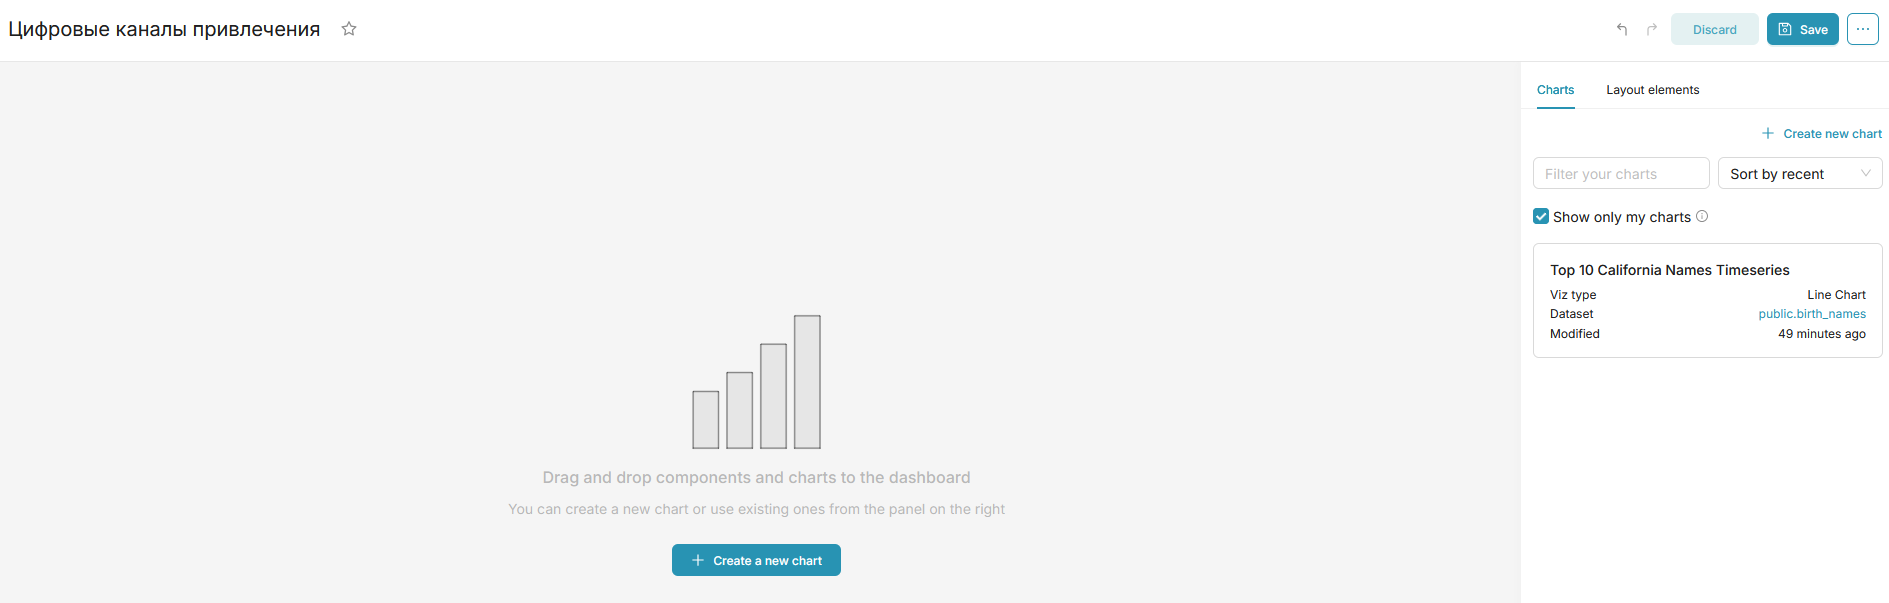 Цифровые каналы привлечения
Discard
Save
Charts
Layout elements
Create new chart
Filter your charts
Sort by recent
Show only my charts
Top 10 California Names Timeseries
Viz type Line Chart
Dataset public.birth_names
Modified 49 minutes ago
Drag and drop components and charts to the dashboard
You can create a new chart or use existing ones from the panel on the right
Create a new chart